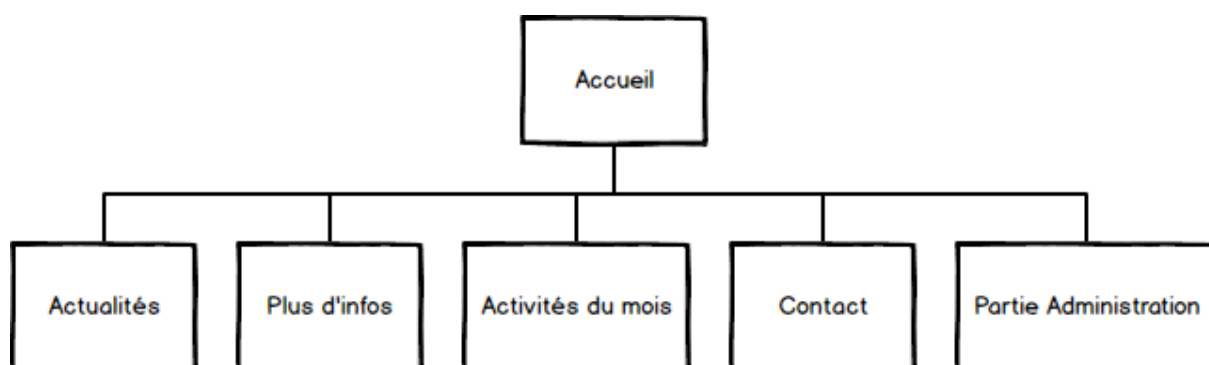 Accueil
Actualités
Plus d'infos
Activités du mois
Contact
Partie Administration